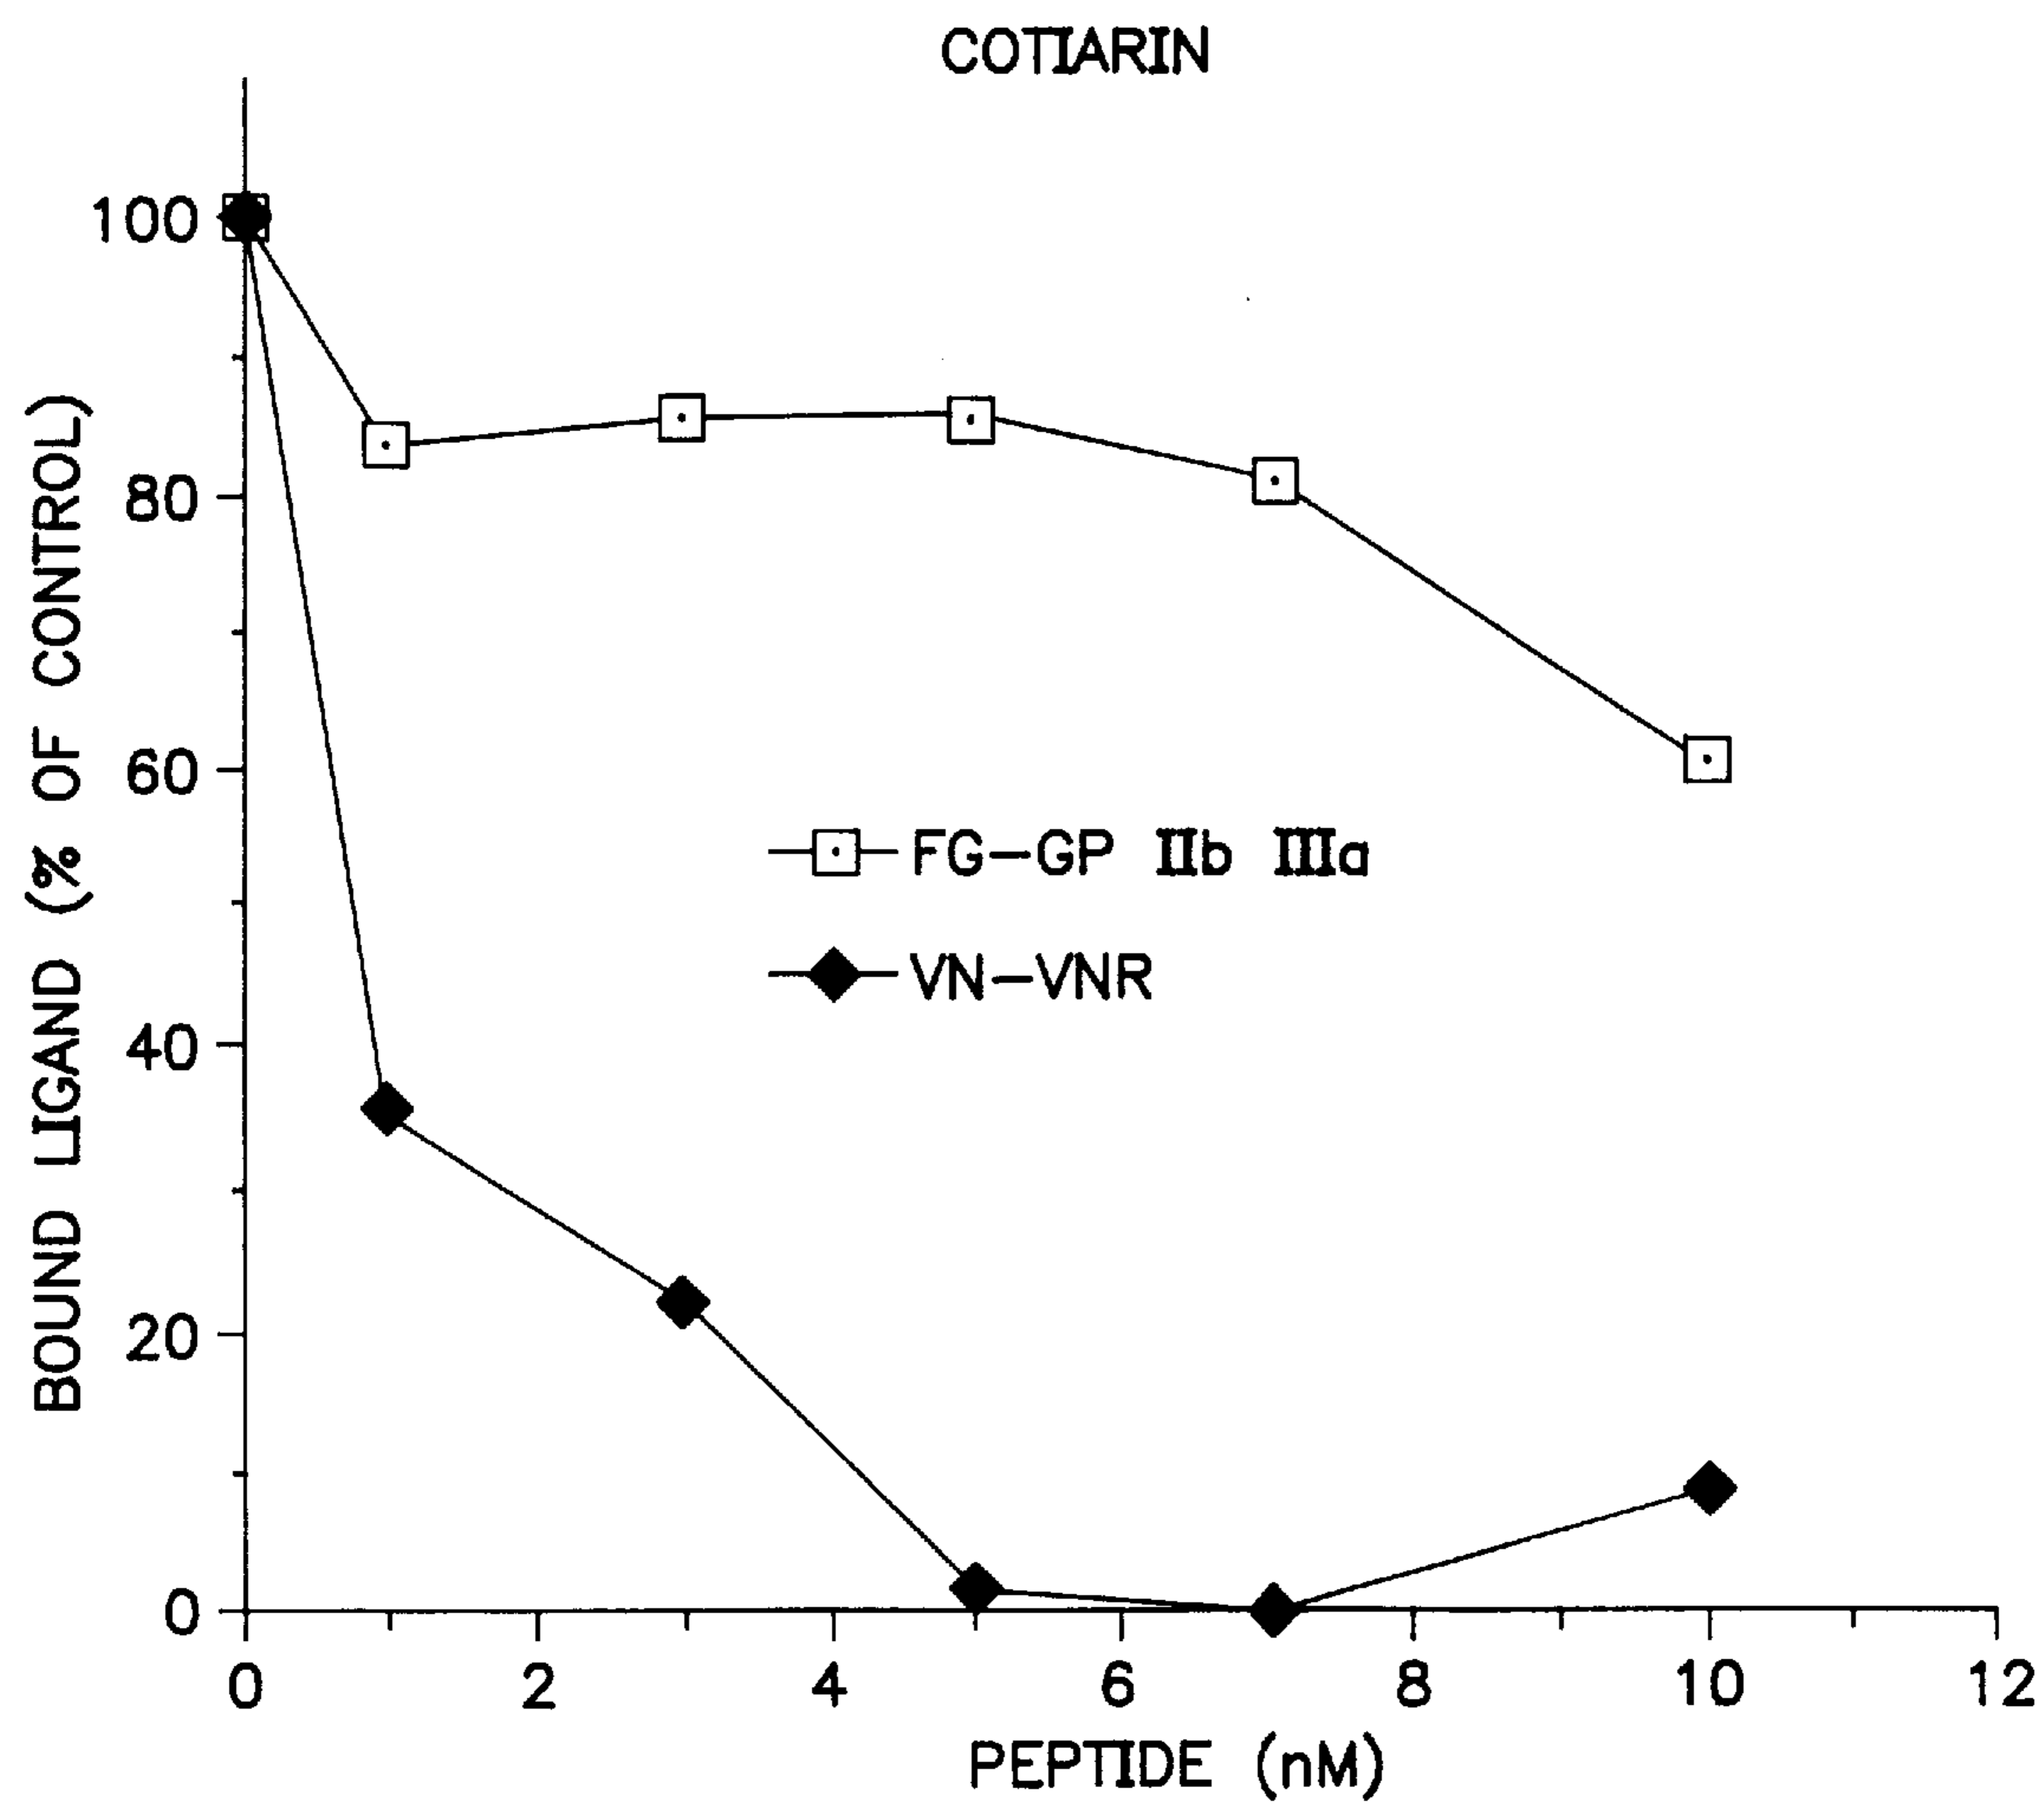 COTIARIN
BOUND LIGAND (% OF CONTROL)
100
80
60
40
20
0
FG–GP IIb IIIa
VN–VNR
0 2 4 6 8 10 12
PEPTIDE (nM)